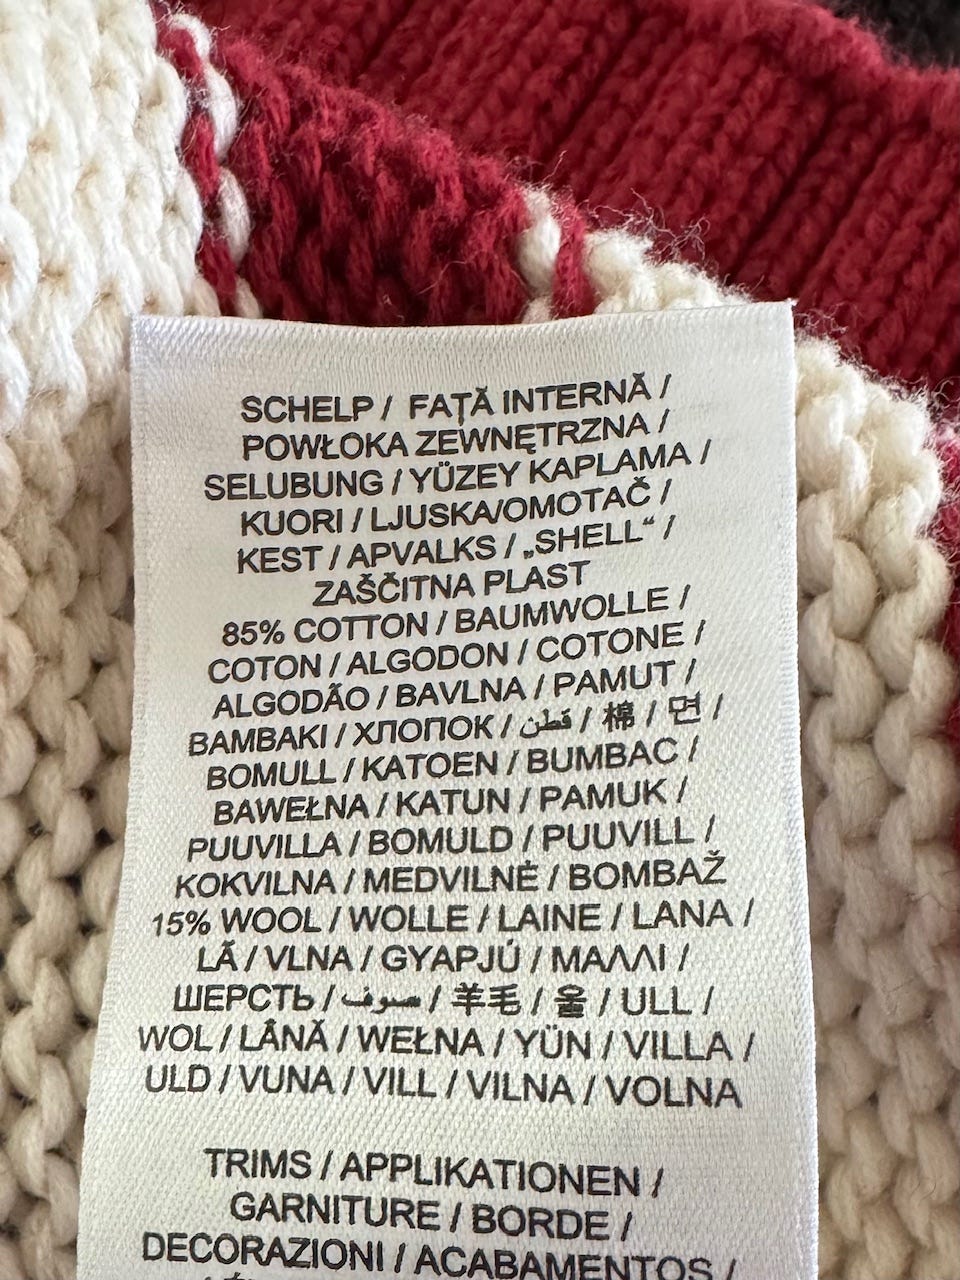 SCHELP / FAȚĂ INTERNĂ /
POWŁOKA ZEWNĘTRZNA /
SELUBUNG / YÜZEY KAPLAMA /
KUORI / LJUSKA/OMOTAČ /
KEST / APVALKS / „SHELL“ /
ZAŠČITNA PLAST
85% COTTON / BAUMWOLLE /
COTON / ALGODON / COTONE /
ALGODÃO / BAVLNA / PAMUT /
BAMBAKI / ХЛОПОК / قطن / 棉 / 면 /
BOMULL / KATOEN / BUMBAC /
BAWEŁNA / KATUN / PAMUK /
PUUVILLA / BOMULD / PUUVILL /
KOKVILNA / MEDVILNĖ / BOMBAŽ
15% WOOL / WOLLE / LAINE / LANA /
LÃ / VLNA / GYAPJÚ / ΜΑΛΛΙ /
ШЕРСТЬ / صوف / 羊毛 / 울 / ULL /
WOL / LÂNĂ / WEŁNA / YÜN / VILLA /
ULD / VUNA / VILL / VILNA / VOLNA
TRIMS / APPLIKATIONEN /
GARNITURE / BORDE /
DECORAZIONI / ACABAMENTOS /